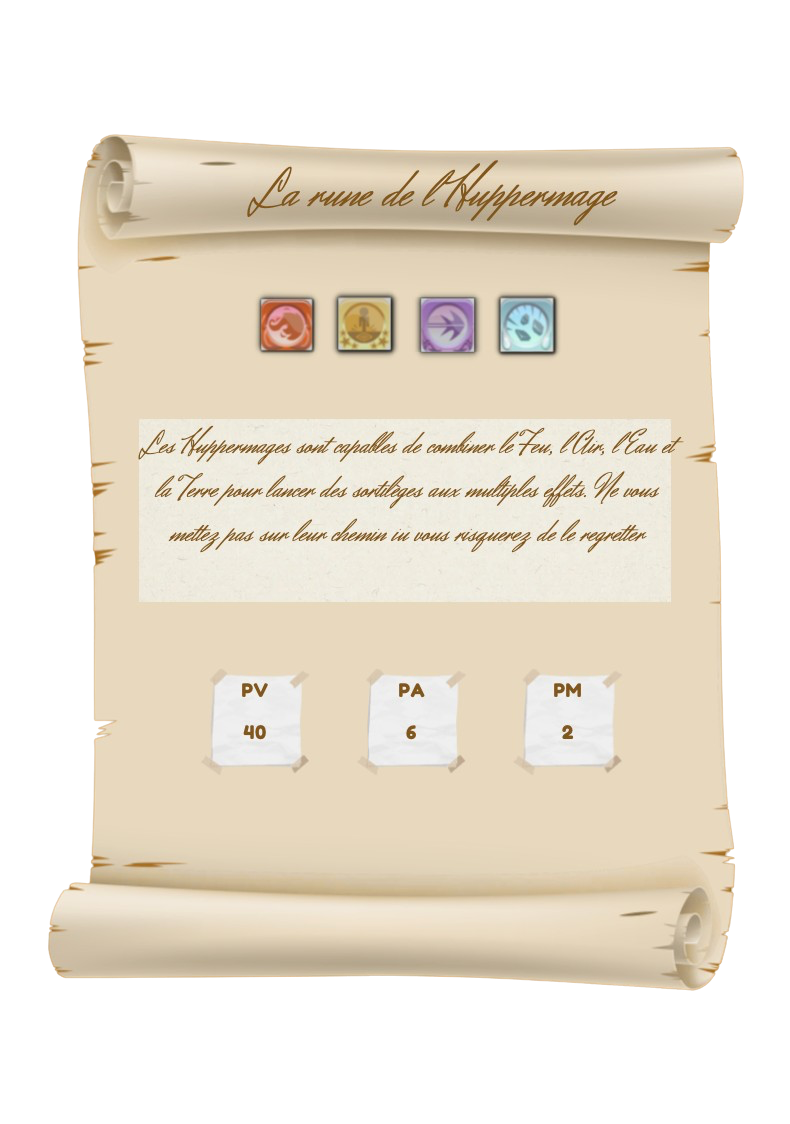 La rune de l'Huppermage
Les Huppermages sont capables de combiner le Feu, l'Air, l'Eau et
la Terre pour lancer des sortilèges aux multiples effets. Ne vous
mettez pas sur leur chemin iu vous risquerez de le regretter
PV PA PM
40 6 2